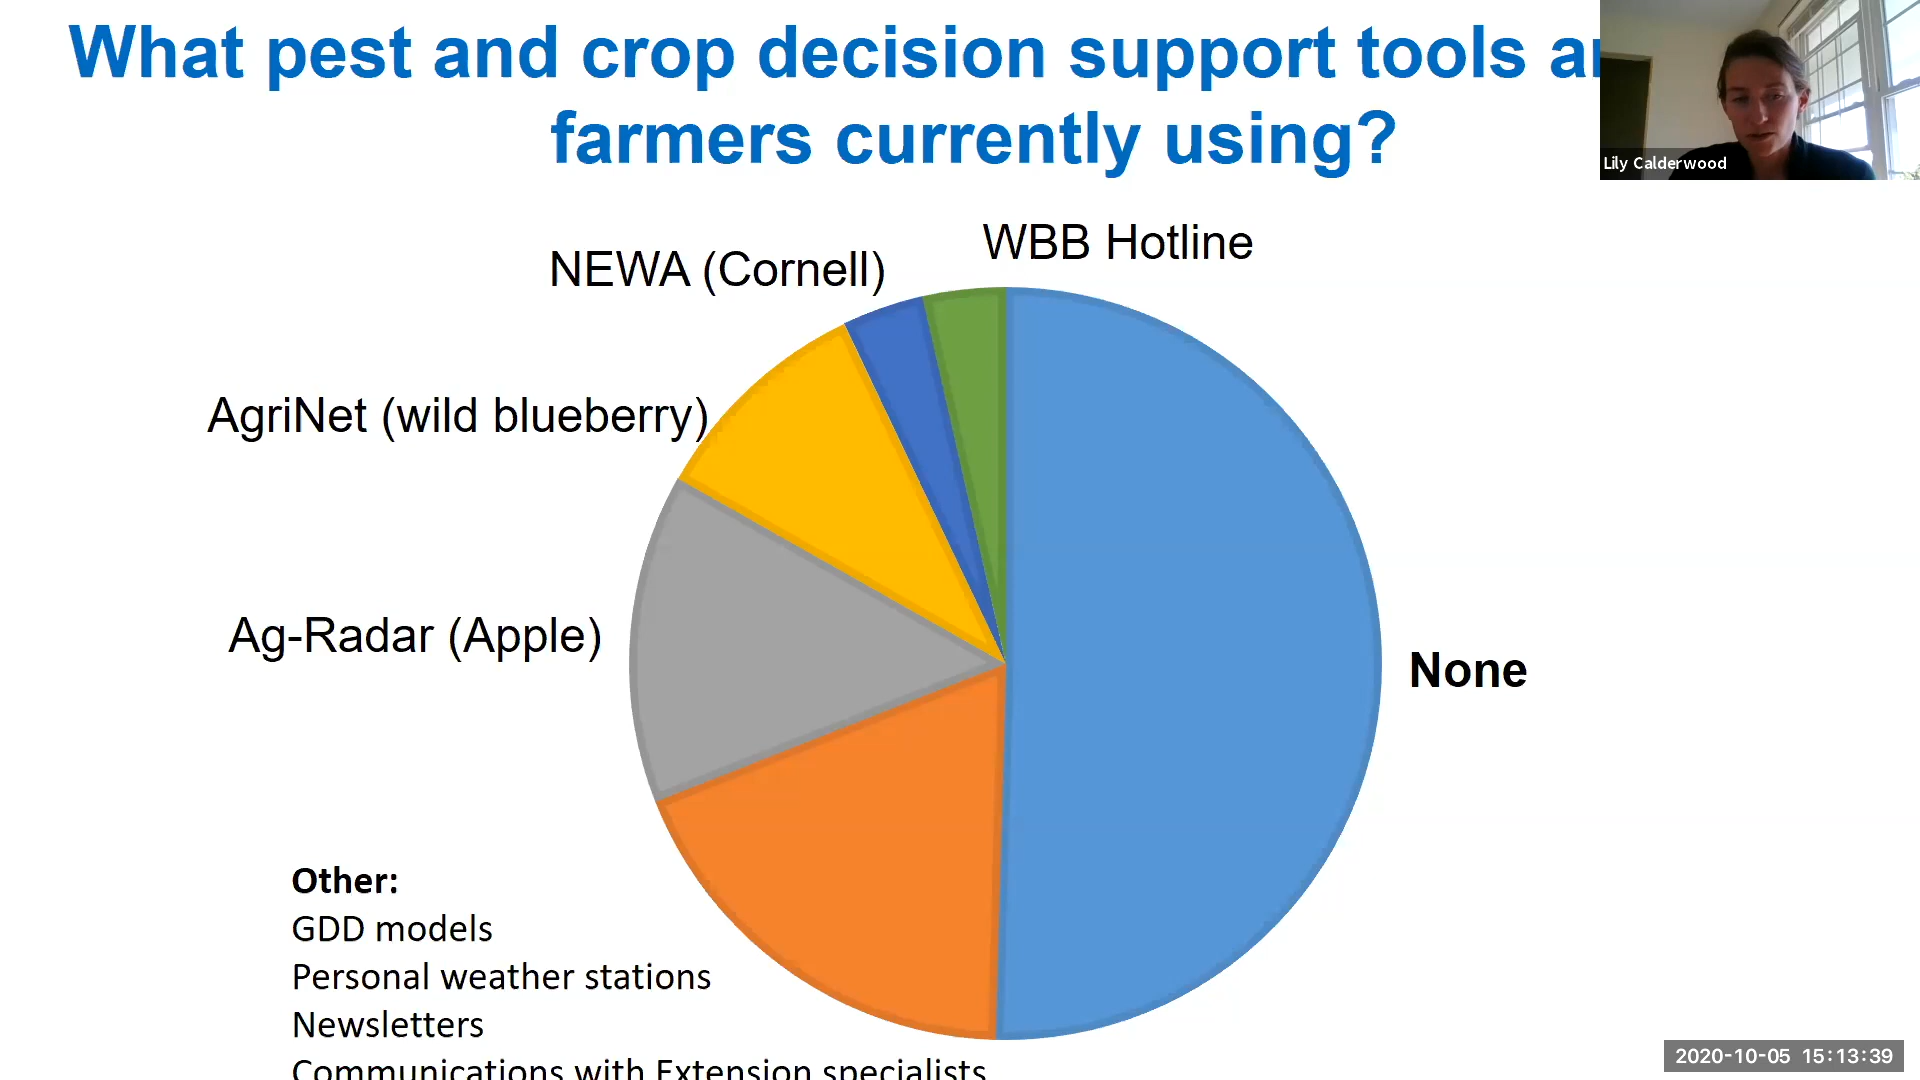 What pest and crop decision support tools
farmers currently using?
Lily Calderwood
WBB Hotline
NEWA (Cornell)
AgriNet (wild blueberry)
Ag-Radar (Apple)
None
Other:
GDD models
Personal weather stations
Newsletters
Communications with Extension specialists
2020-10-05 15:13:39